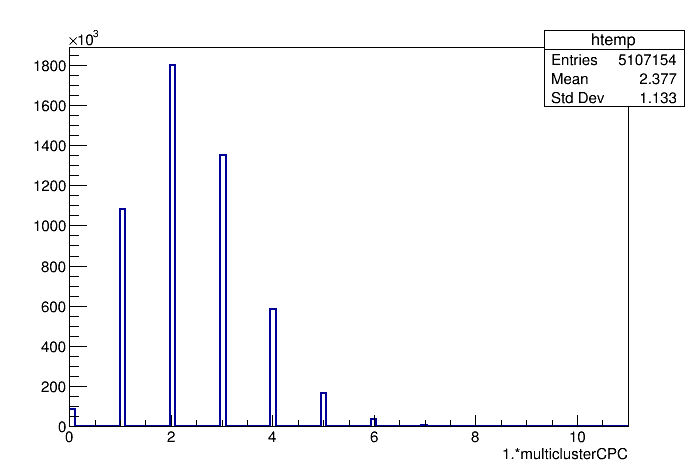 ×10³
htemp
Entries 5107154
Mean 2.377
Std Dev 1.133
1800
1600
1400
1200
1000
800
600
400
200
0
0 2 4 6 8 10
1.*multiclusterCPC